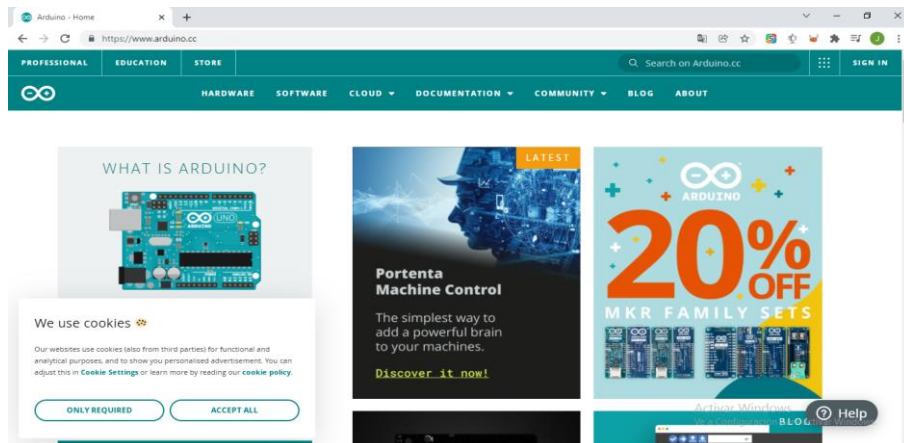 Arduino - Home
https://www.arduino.cc
PROFESSIONAL EDUCATION STORE
Search on Arduino.cc
SIGN IN
HARDWARE SOFTWARE CLOUD DOCUMENTATION COMMUNITY BLOG ABOUT
WHAT IS ARDUINO?
UNO
LATEST
Portenta
Machine Control
The simplest way to
add a powerful brain
to your machines.
Discover it now!
ARDUINO
20%
OFF
MKR FAMILY SETS
We use cookies
Our websites use cookies (also from third parties) for functional and
analytical purposes, and to show you personalised advertisement. You can
adjust this in Cookie Settings or learn more by reading our cookie policy.
ONLY REQUIRED ACCEPT ALL
Activar Windows
Help
BLOG